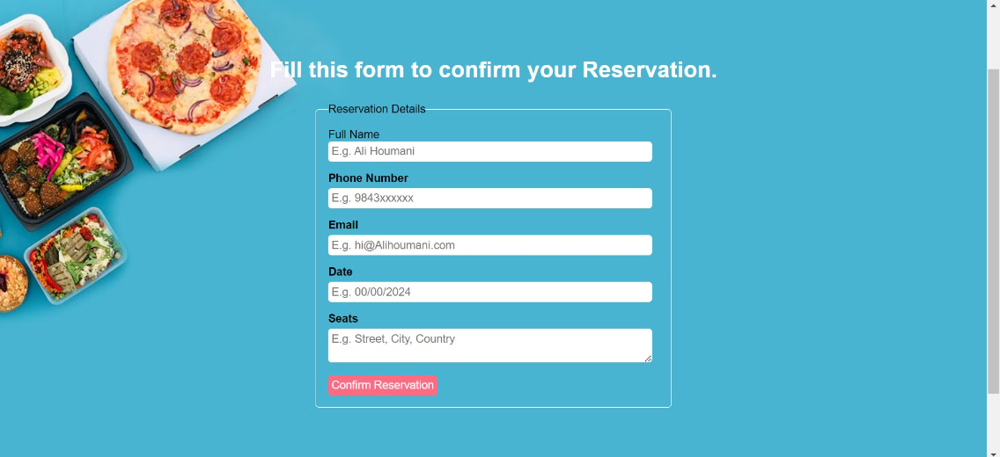 Fill this form to confirm your Reservation.
Reservation Details
Full Name
E.g. Ali Houmani
Phone Number
E.g. 9843xxxxxx
Email
E.g. hi@Alihoumani.com
Date
E.g. 00/00/2024
Seats
E.g. Street, City, Country
Confirm Reservation